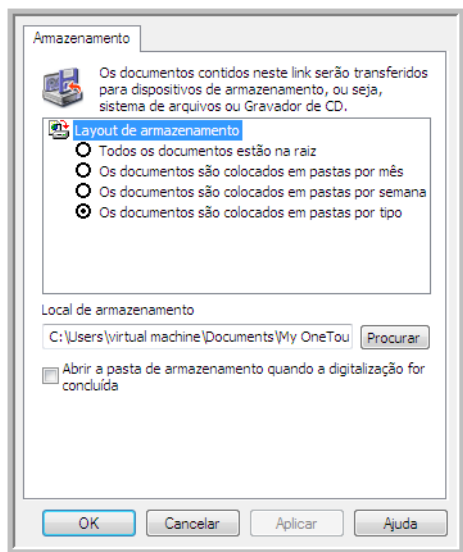 Armazenamento
Os documentos contidos neste link serão transferidos
para dispositivos de armazenamento, ou seja,
sistema de arquivos ou Gravador de CD.
Layout de armazenamento
Todos os documentos estão na raiz
Os documentos são colocados em pastas por mês
Os documentos são colocados em pastas por semana
Os documentos são colocados em pastas por tipo
Local de armazenamento
C:\Users\virtual machine\Documents\My OneTou Procurar
Abrir a pasta de armazenamento quando a digitalização for
concluída
OK Cancelar Aplicar Ajuda